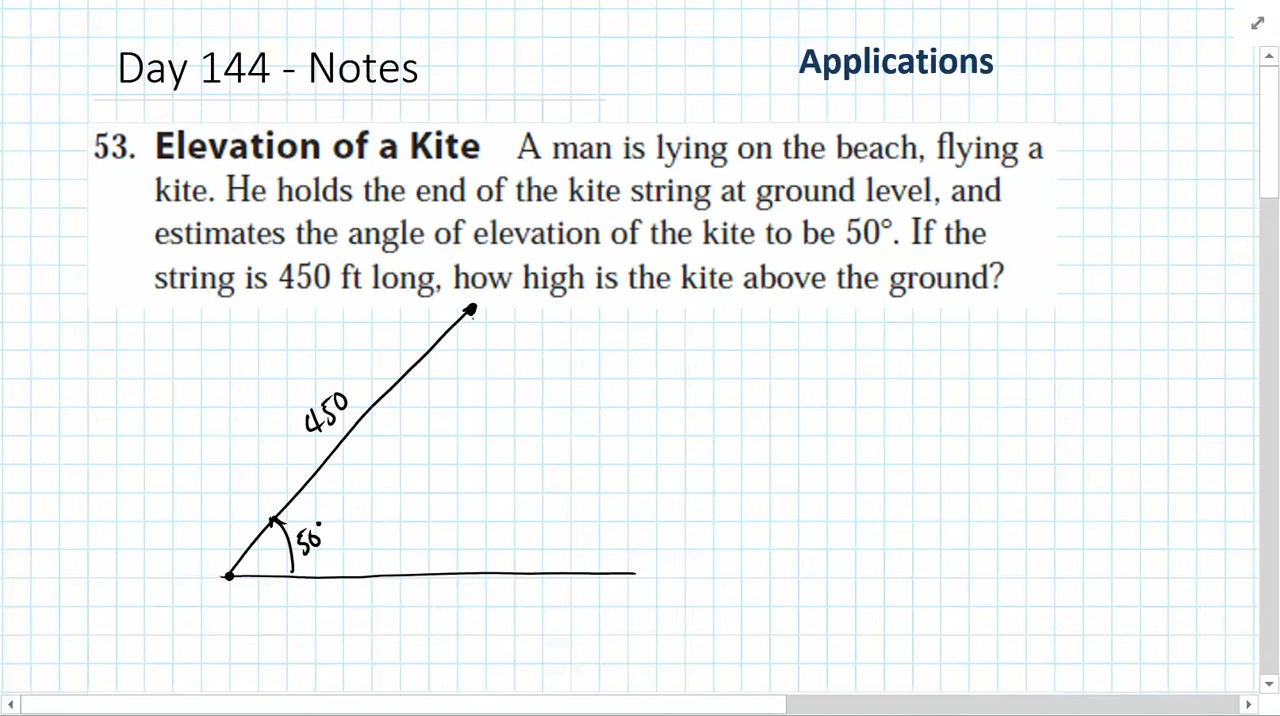 Day 144 - Notes
Applications
53. Elevation of a Kite A man is lying on the beach, flying a
kite. He holds the end of the kite string at ground level, and
estimates the angle of elevation of the kite to be 50°. If the
string is 450 ft long, how high is the kite above the ground?
450
50°